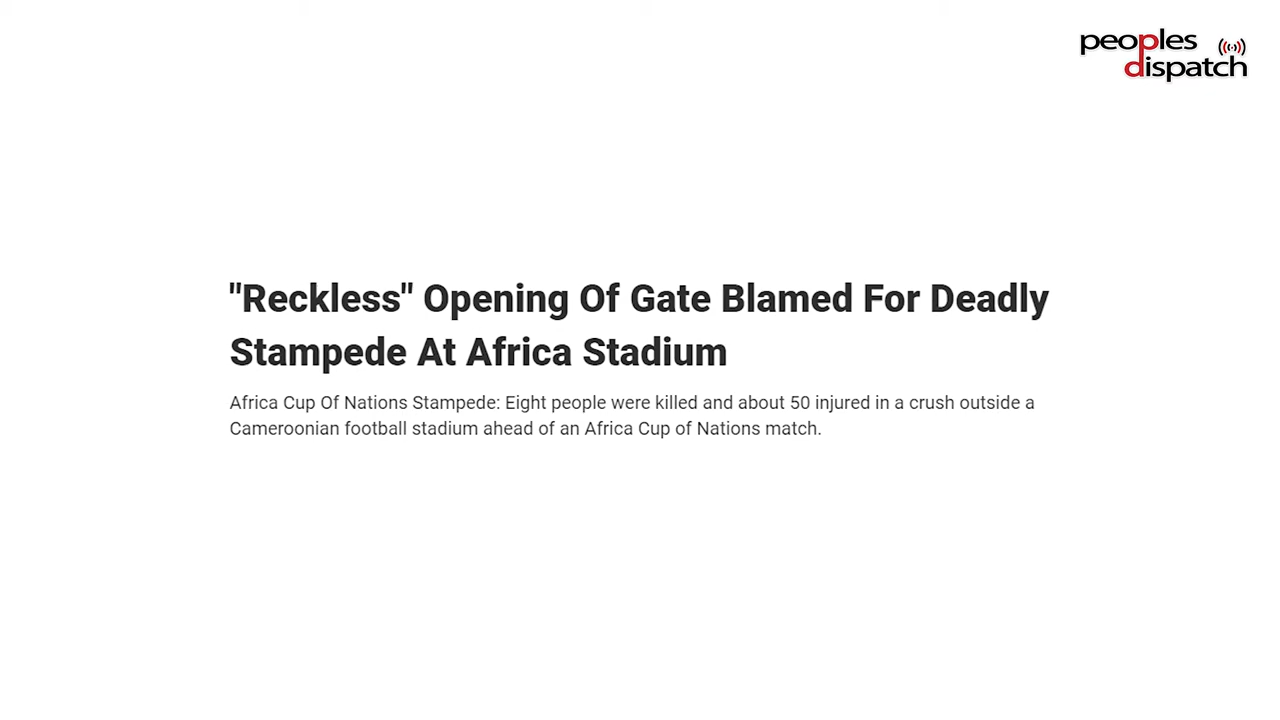 peoples
dispatch
"Reckless" Opening Of Gate Blamed For Deadly
Stampede At Africa Stadium
Africa Cup Of Nations Stampede: Eight people were killed and about 50 injured in a crush outside a
Cameroonian football stadium ahead of an Africa Cup of Nations match.